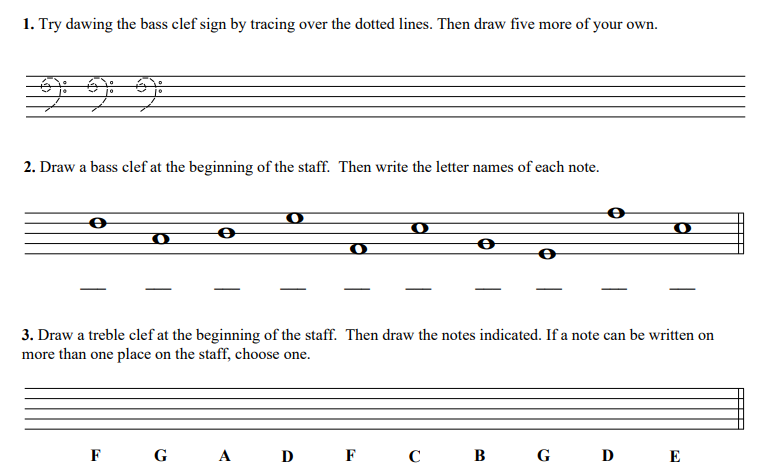 1. Try dawing the bass clef sign by tracing over the dotted lines. Then draw five more of your own.
2. Draw a bass clef at the beginning of the staff. Then write the letter names of each note.
3. Draw a treble clef at the beginning of the staff. Then draw the notes indicated. If a note can be written on
more than one place on the staff, choose one.
F G A D F C B G D E